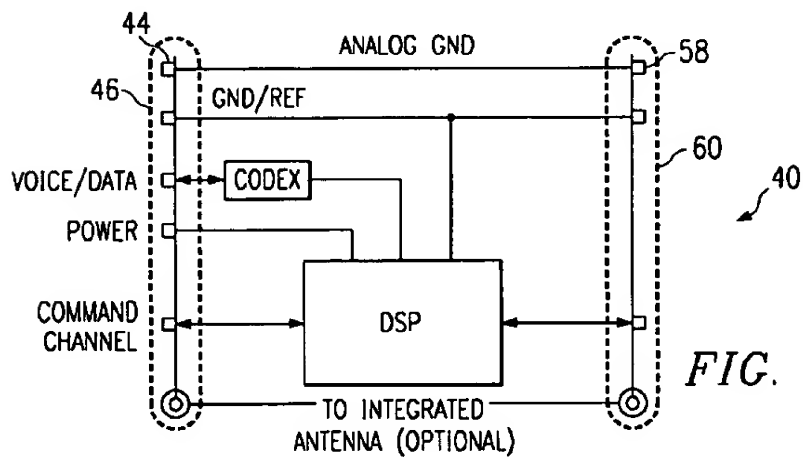 44
ANALOG GND
58
46
GND/REF
60
VOICE/DATA
CODEX
40
POWER
COMMAND
CHANNEL
DSP
FIG.
TO INTEGRATED
ANTENNA (OPTIONAL)